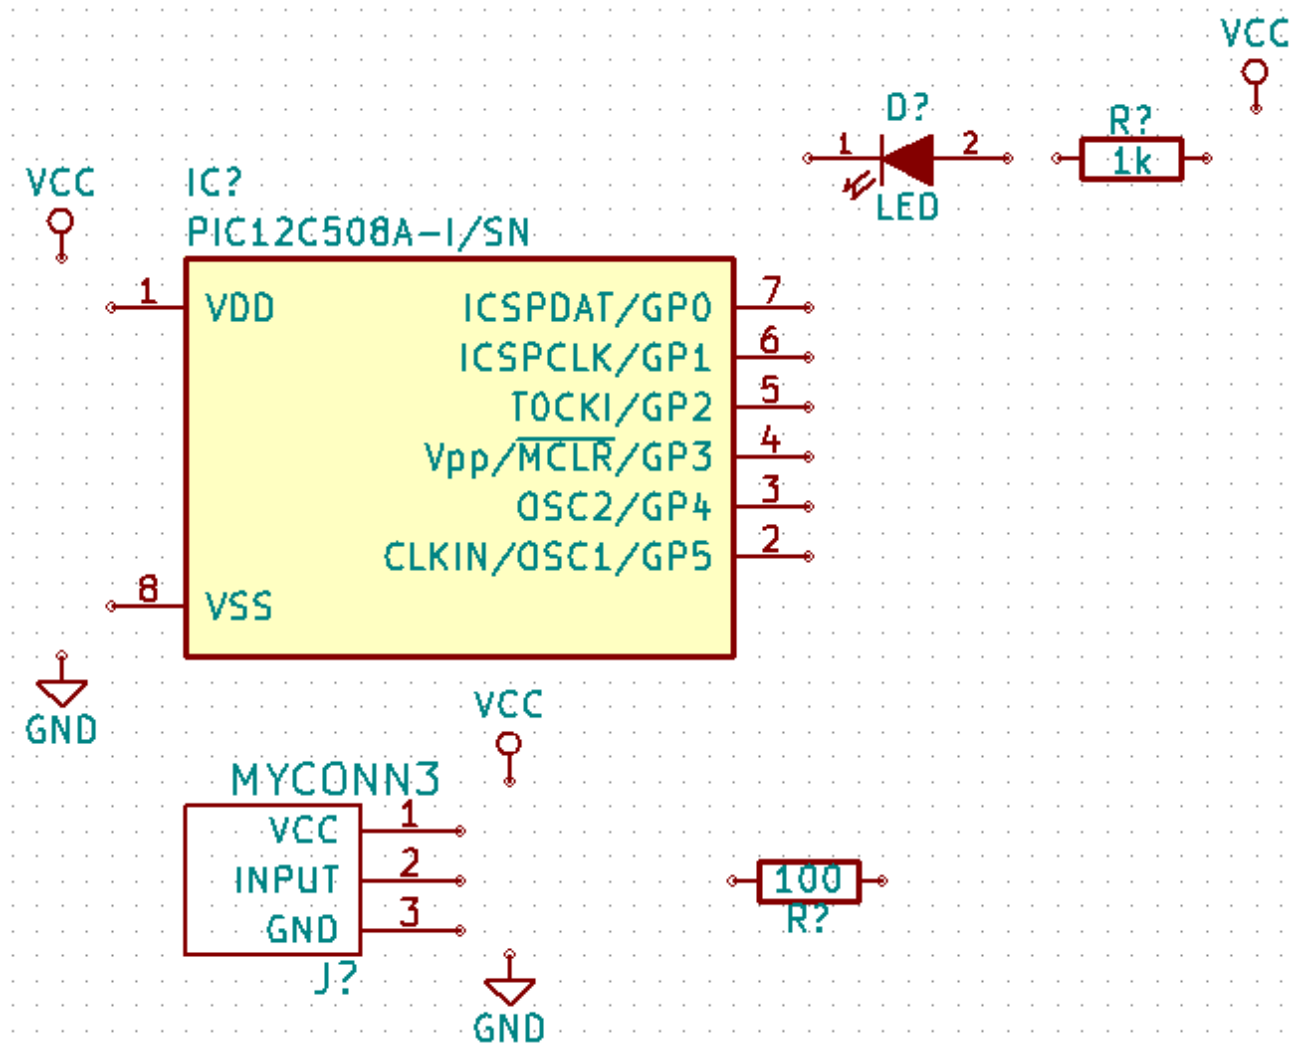 VCC
D?
R?
1 2
1k
LED
VCC
IC?
PIC12C508A-I/SN
1 VDD ICSPDAT/GP0 7
ICSPCLK/GP1 6
T0CKI/GP2 5
Vpp/MCLR/GP3 4
OSC2/GP4 3
CLKIN/OSC1/GP5 2
8 VSS
GND
VCC
MYCONN3
VCC 1
INPUT 2
GND 3
J?
100
R?
GND